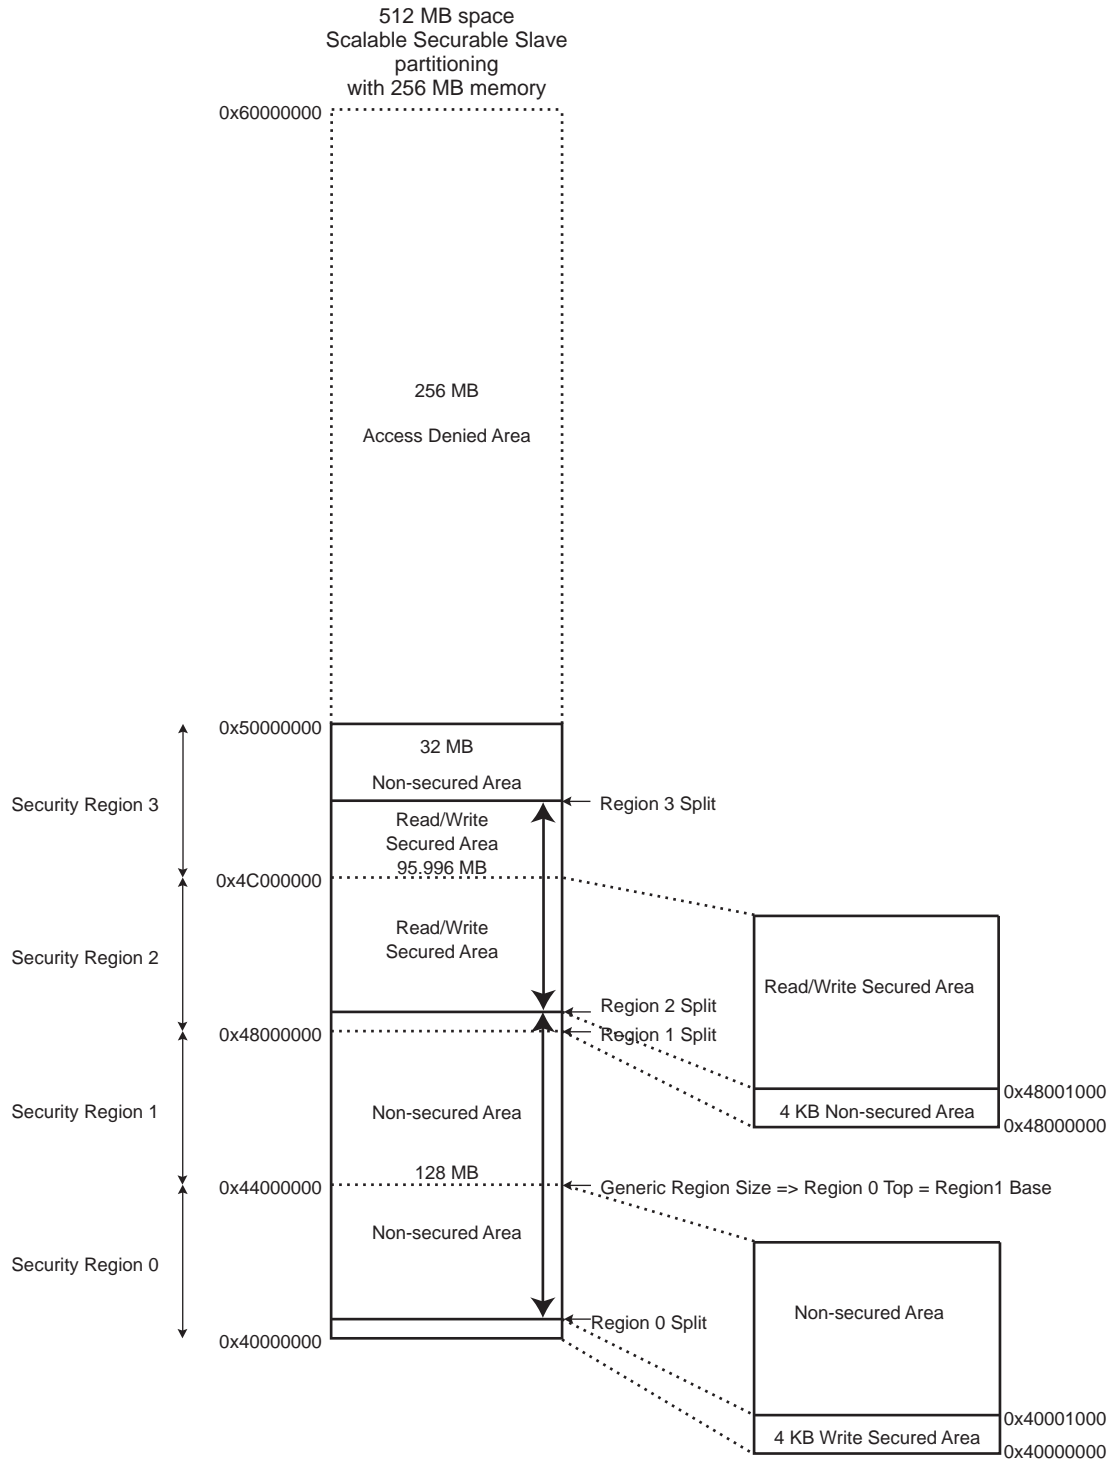 512 MB space
Scalable Securable Slave
partitioning
with 256 MB memory
0x60000000
256 MB
Access Denied Area
0x50000000
32 MB
Non-secured Area
Security Region 3
Region 3 Split
Read/Write
Secured Area
95.996 MB
0x4C000000
Read/Write
Secured Area
Security Region 2
Read/Write Secured Area
Region 2 Split
0x48000000
Region 1 Split
0x48001000
4 KB Non-secured Area
0x48000000
Security Region 1
Non-secured Area
128 MB
0x44000000
Generic Region Size => Region 0 Top = Region1 Base
Non-secured Area
Security Region 0
Non-secured Area
Region 0 Split
0x40000000
0x40001000
4 KB Write Secured Area
0x40000000